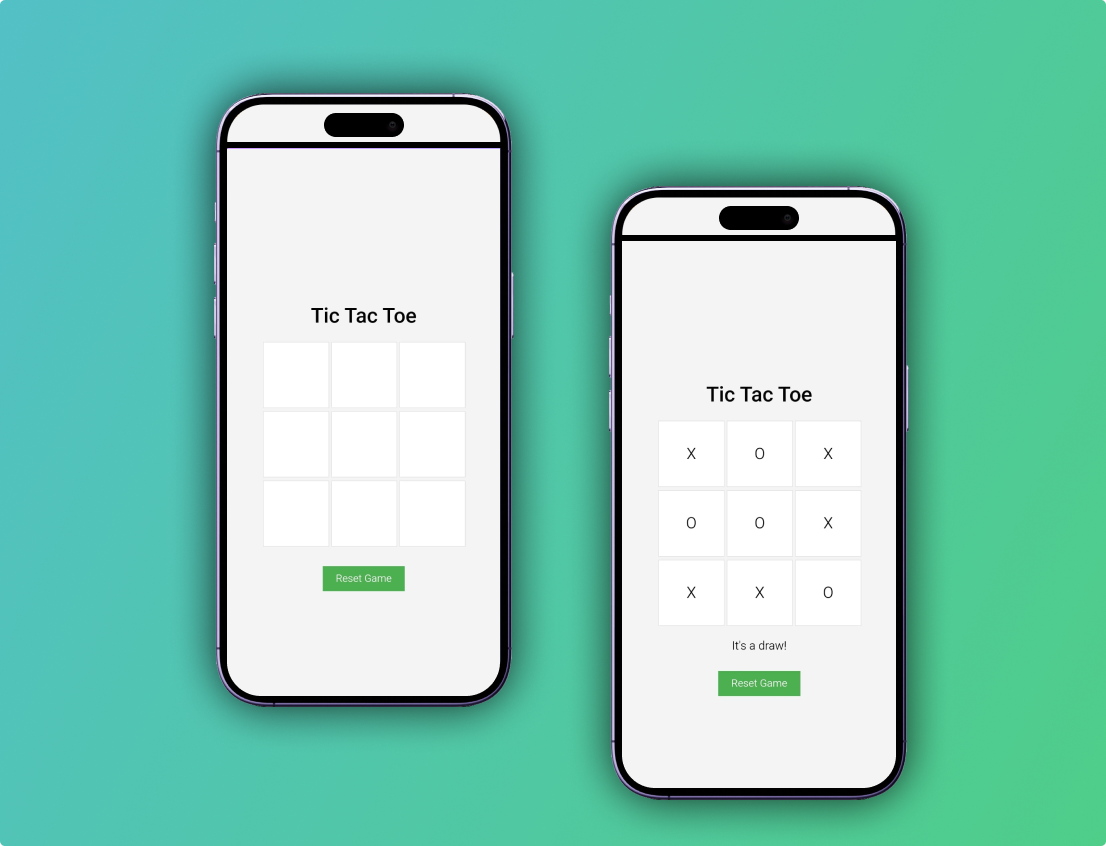 Tic Tac Toe
Reset Game
Tic Tac Toe
X O X
O O X
X X O
It's a draw!
Reset Game